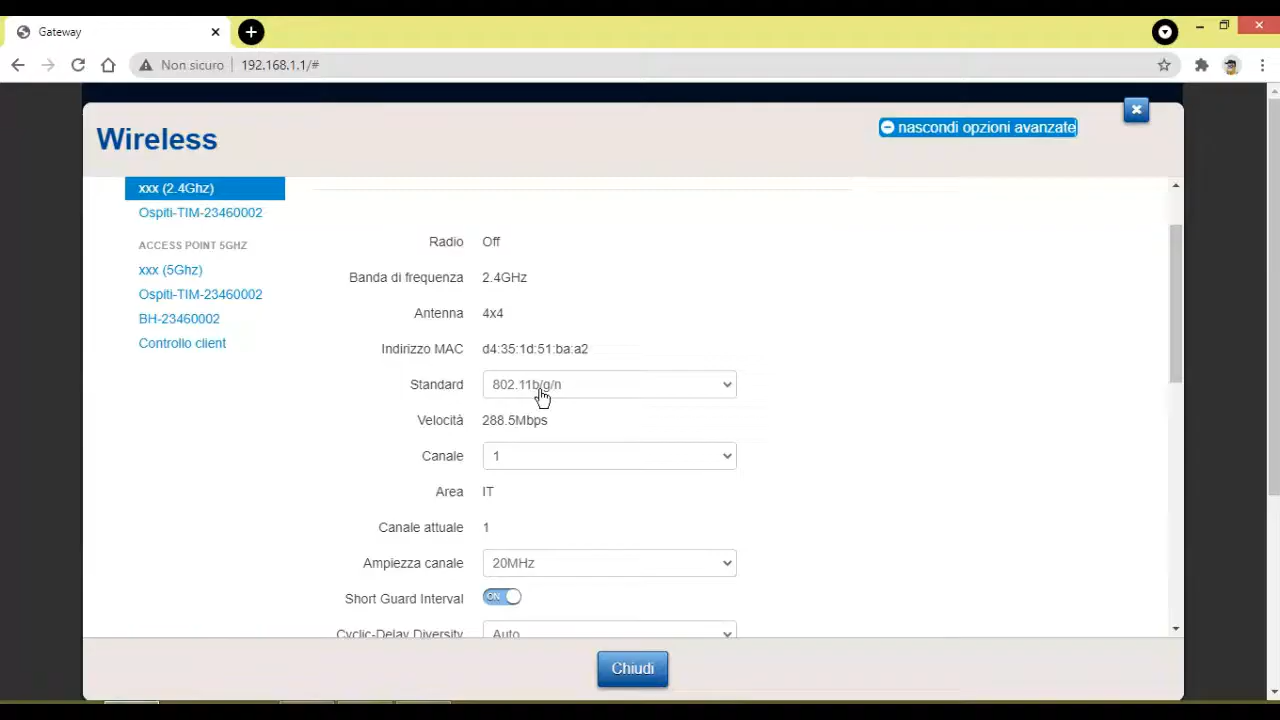 Gateway
Non sicuro
192.168.1.1/#
Wireless
nascondi opzioni avanzate
xxx (2.4Ghz)
Ospiti-TIM-23460002
ACCESS POINT 5GHZ
xxx (5Ghz)
Ospiti-TIM-23460002
BH-23460002
Controllo client
Radio Off
Banda di frequenza 2.4GHz
Antenna 4x4
Indirizzo MAC d4:35:1d:51:ba:a2
Standard 802.11b/g/n
Velocità 288.5Mbps
Canale 1
Area IT
Canale attuale 1
Ampiezza canale 20MHz
Short Guard Interval ON
Cyclic-Delay Diversity Auto
Chiudi